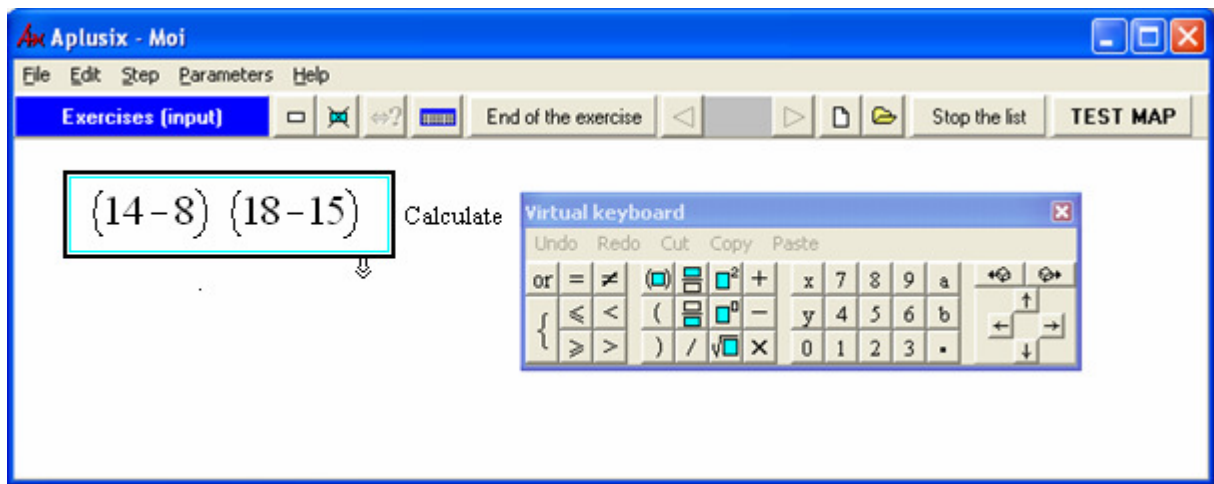 Aplusix - Moi
File Edit Step Parameters Help
Exercises (input) ⇔? End of the exercise Stop the list TEST MAP
(14−8) (18−15) Calculate
Virtual keyboard
Undo Redo Cut Copy Paste
or = ≠ ( ) □² + x 7 8 9 a
{ ⩽ < ( − y 4 5 6 b
⩾ > ) / √ × 0 1 2 3 .